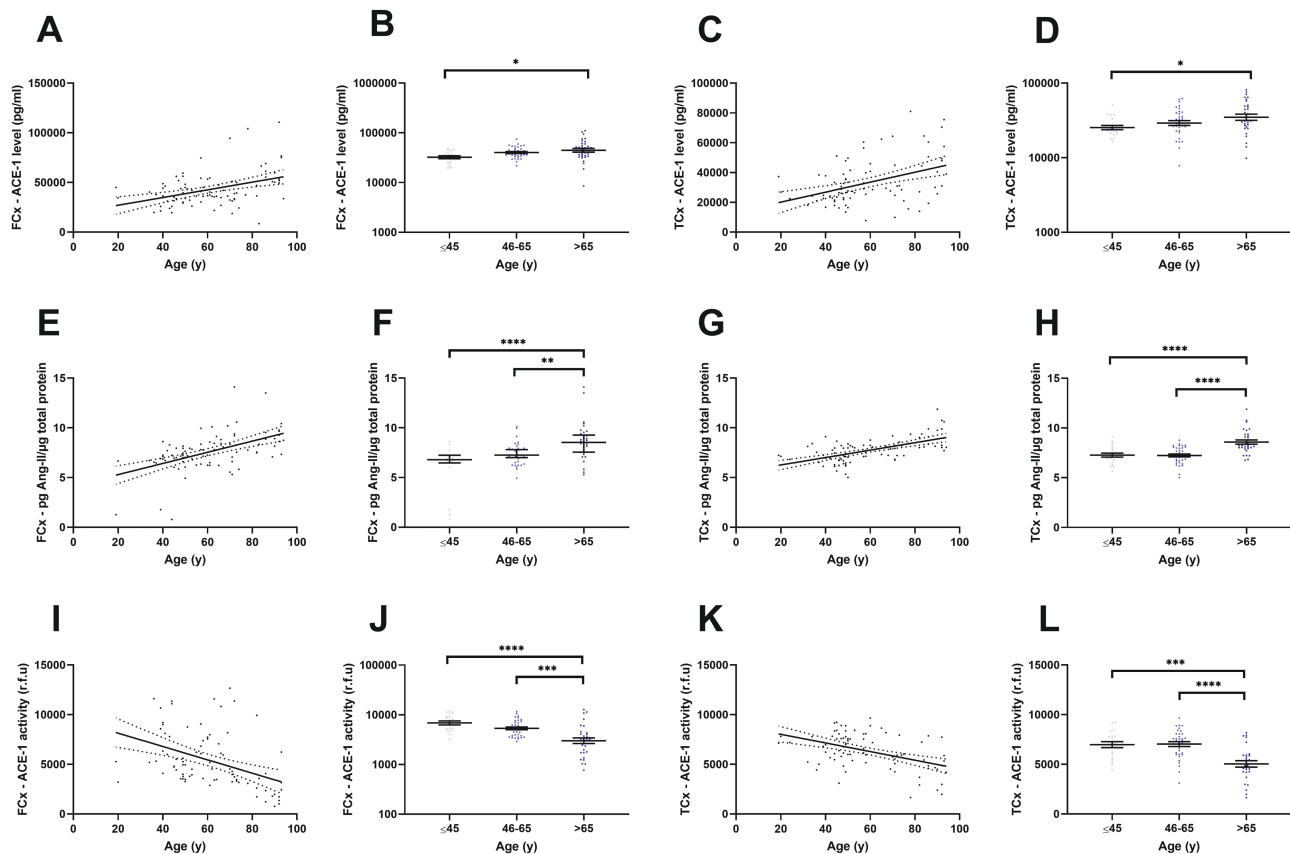 A
FCx - ACE-1 level (pg/ml)
150000
100000
50000
0
0 20 40 60 80 100
Age (y)
B
*
FCx - ACE-1 level (pg/ml)
1000000
100000
10000
1000
≤45 46-65 >65
Age (y)
C
TCx - ACE-1 level (pg/ml)
100000
80000
60000
40000
20000
0
0 20 40 60 80 100
Age (y)
D
*
TCx - ACE-1 level (pg/ml)
100000
10000
1000
≤45 46-65 >65
Age (y)
E
FCx - pg Ang-II/µg total protein
15
10
5
0
0 20 40 60 80 100
Age (y)
F
****
**
FCx - pg Ang-II/µg total protein
15
10
5
0
≤45 46-65 >65
Age (y)
G
TCx - pg Ang-II/µg total protein
15
10
5
0
0 20 40 60 80 100
Age (y)
H
****
****
TCx - pg Ang-II/µg total protein
15
10
5
0
≤45 46-65 >65
Age (y)
I
FCx - ACE-1 activity (r.f.u)
15000
10000
5000
0
0 20 40 60 80 100
Age (y)
J
****
***
FCx - ACE-1 activity (r.f.u)
100000
10000
1000
100
≤45 46-65 >65
Age (y)
K
TCx - ACE-1 activity (r.f.u)
15000
10000
5000
0
0 20 40 60 80 100
Age (y)
L
***
****
TCx - ACE-1 activity (r.f.u)
15000
10000
5000
0
≤45 46-65 >65
Age (y)